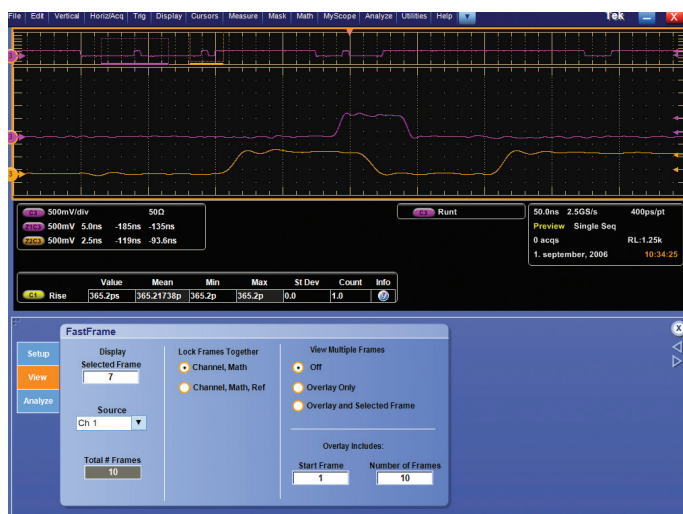 File Edit Vertical Horiz/Acq Trig Display Cursors Measure Mask Math MyScope Analyze Utilities Help Tek X
3
3
3
C3 500mV/div 50Ω
Z1C3 500mV 5.0ns -185ns -135ns
Z2C3 500mV 2.5ns -119ns -93.6ns
C3 Runt
50.0ns 2.5GS/s 400ps/pt
Preview Single Seq
0 acqs RL:1.25k
1. september, 2006 10:34:25
Value Mean Min Max St Dev Count Info
C1 Rise 365.2ps 365.21738p 365.2p 365.2p 0.0 1.0
FastFrame
Setup
View
Analyze
Display
Selected Frame
7
Source
Ch 1
Total # Frames
10
Lock Frames Together
Channel, Math
Channel, Math, Ref
View Multiple Frames
Off
Overlay Only
Overlay and Selected Frame
Overlay Includes:
Start Frame Number of Frames
1 10
X